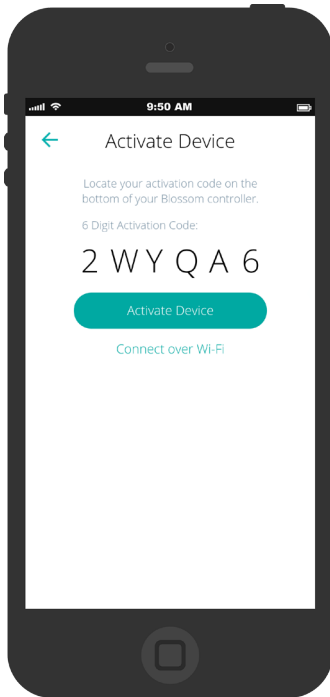 9:50 AM
Activate Device
Locate your activation code on the
bottom of your Blossom controller.
6 Digit Activation Code:
2 W Y Q A 6
Activate Device
Connect over Wi-Fi